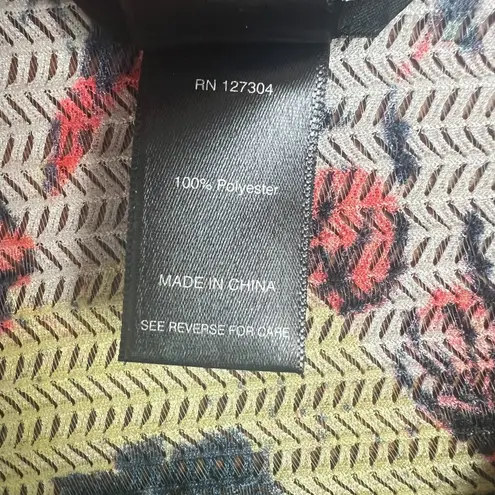 RN 127304
100% Polyester
MADE IN CHINA
SEE REVERSE FOR CARE